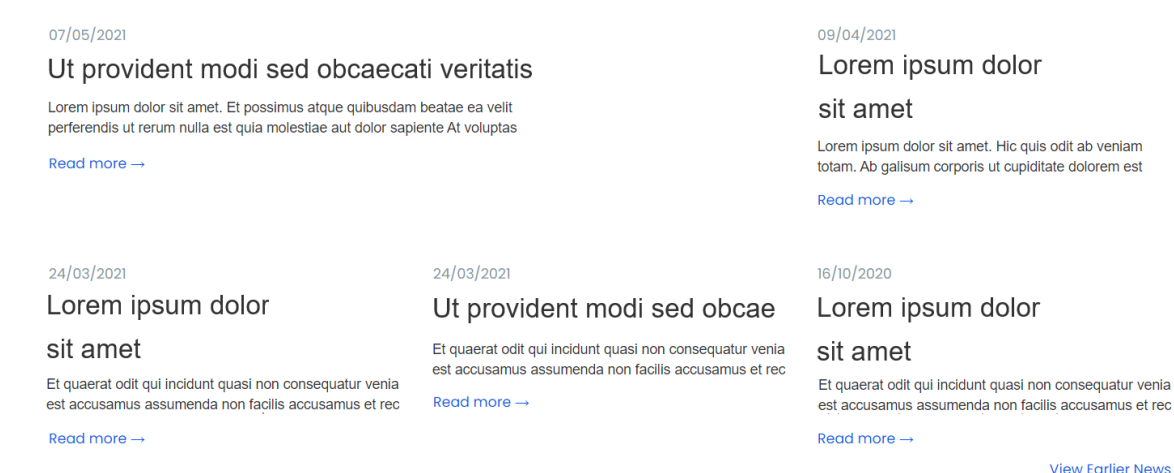 07/05/2021
Ut provident modi sed obcaecati veritatis
Lorem ipsum dolor sit amet. Et possimus atque quibusdam beatae ea velit
perferendis ut rerum nulla est quia molestiae aut dolor sapiente At voluptas
Read more →
09/04/2021
Lorem ipsum dolor
sit amet
Lorem ipsum dolor sit amet. Hic quis odit ab veniam
totam. Ab galisum corporis ut cupiditate dolorem est
Read more →
24/03/2021
Lorem ipsum dolor
sit amet
Et quaerat odit qui incidunt quasi non consequatur venia
est accusamus assumenda non facilis accusamus et rec
Read more →
24/03/2021
Ut provident modi sed obcae
Et quaerat odit qui incidunt quasi non consequatur venia
est accusamus assumenda non facilis accusamus et rec
Read more →
16/10/2020
Lorem ipsum dolor
sit amet
Et quaerat odit qui incidunt quasi non consequatur venia
est accusamus assumenda non facilis accusamus et rec
Read more →
View Earlier News